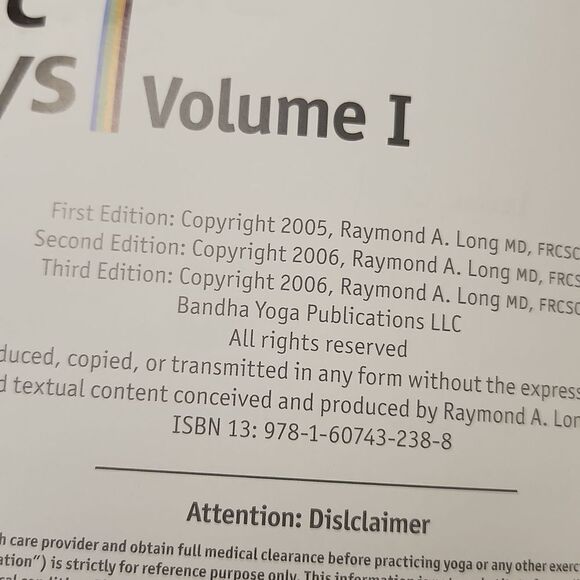 ys
Volume I
First Edition: Copyright 2005, Raymond A. Long MD, FRCSC
Second Edition: Copyright 2006, Raymond A. Long MD, FRCS
Third Edition: Copyright 2006, Raymond A. Long MD, FRCSC
Bandha Yoga Publications LLC
All rights reserved
duced, copied, or transmitted in any form without the express
d textual content conceived and produced by Raymond A. Lon
ISBN 13: 978-1-60743-238-8
Attention: Dislclaimer
h care provider and obtain full medical clearance before practicing yoga or any other exerc
ation") is strictly for reference purpose only. This information is